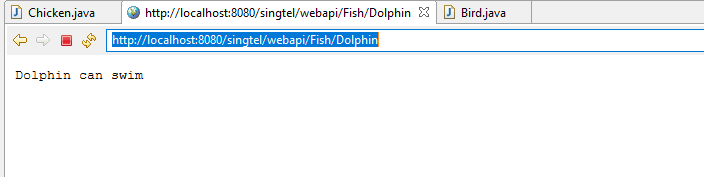 Chicken.java http://localhost:8080/singtel/webapi/Fish/Dolphin Bird.java
http://localhost:8080/singtel/webapi/Fish/Dolphin
Dolphin can swim